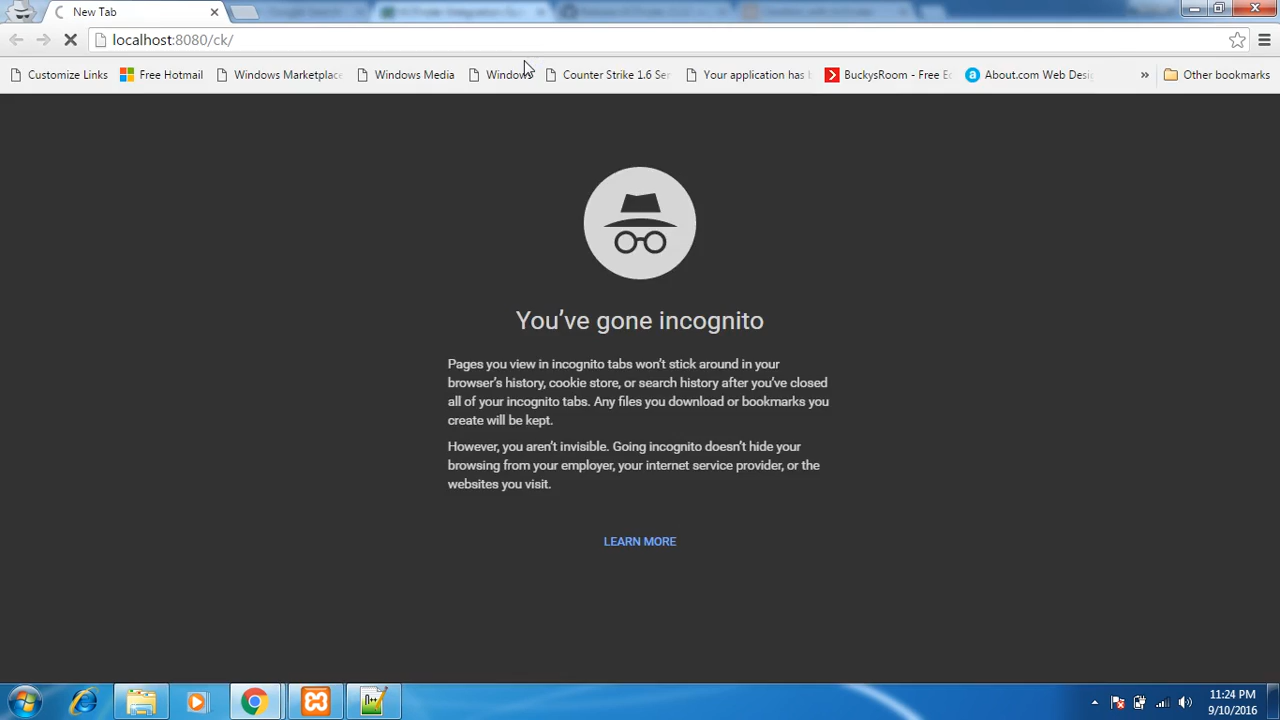 New Tab
localhost:8080/ck/
Customize Links Free Hotmail Windows Marketplace Windows Media Windows Counter Strike 1.6 Ser Your application has BuckysRoom - Free E About.com Web Desig » Other bookmarks
You've gone incognito
Pages you view in incognito tabs won't stick around in your
browser's history, cookie store, or search history after you've closed
all of your incognito tabs. Any files you download or bookmarks you
create will be kept.
However, you aren't invisible. Going incognito doesn't hide your
browsing from your employer, your internet service provider, or the
websites you visit.
LEARN MORE
11:24 PM
9/10/2016